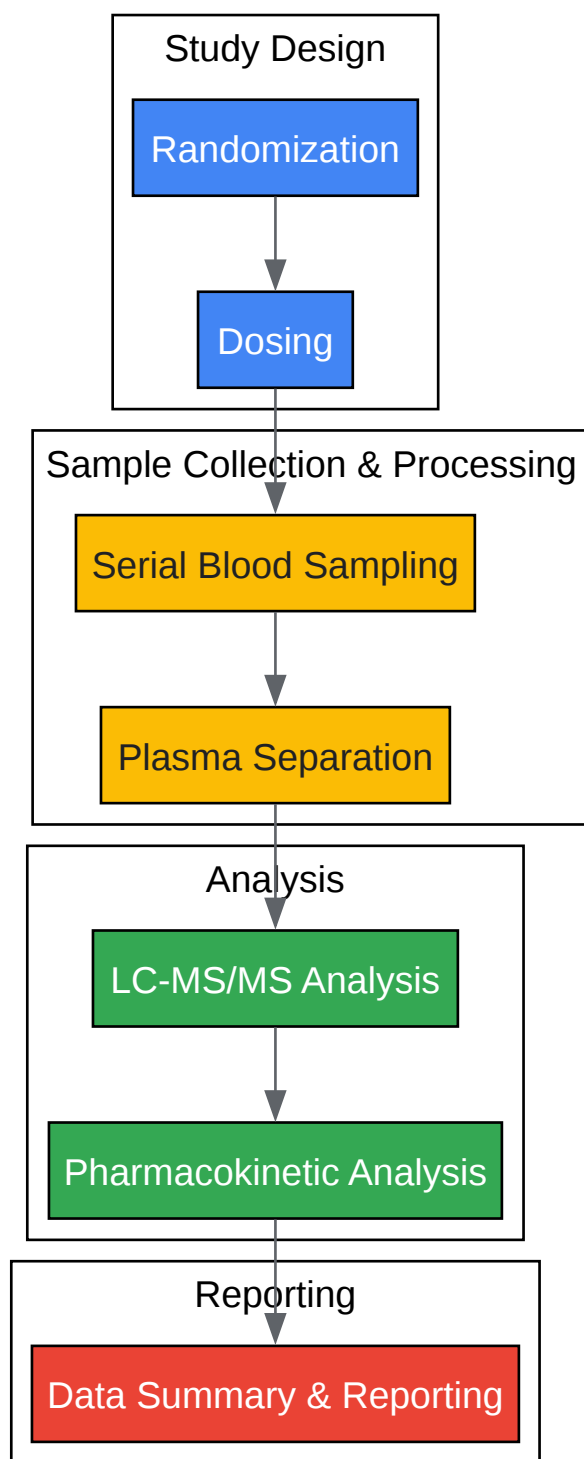 Study Design
Randomization
Dosing
Sample Collection & Processing
Serial Blood Sampling
Plasma Separation
Analysis
LC-MS/MS Analysis
Pharmacokinetic Analysis
Reporting
Data Summary & Reporting